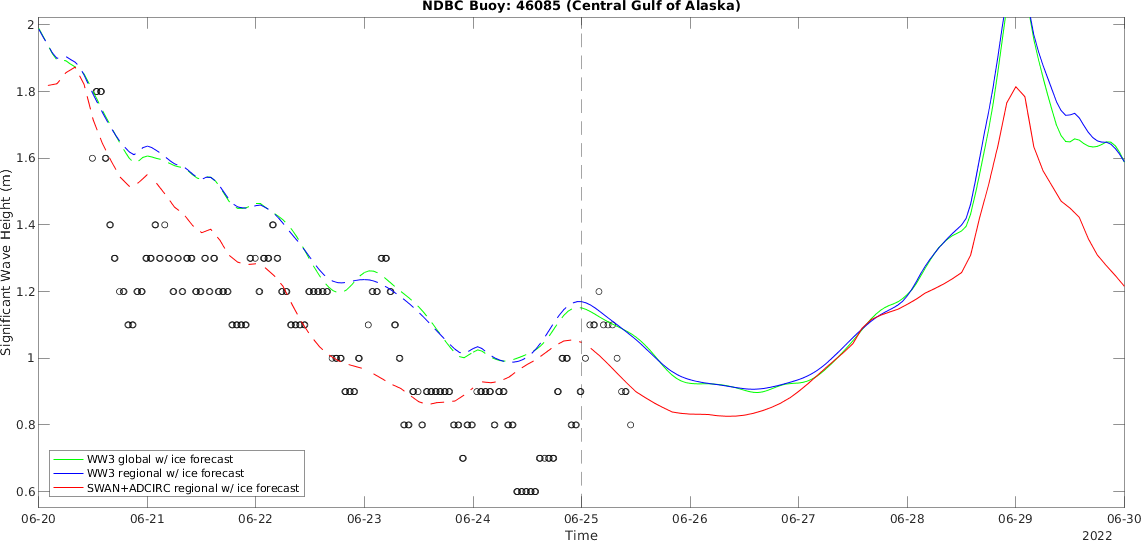 NDBC Buoy: 46085 (Central Gulf of Alaska)
Significant Wave Height (m)
2
1.8
1.6
1.4
1.2
1
0.8
0.6
WW3 global w/ ice forecast
WW3 regional w/ ice forecast
SWAN+ADCIRC regional w/ ice forecast
06-20 06-21 06-22 06-23 06-24 06-25 06-26 06-27 06-28 06-29 06-30
Time
2022